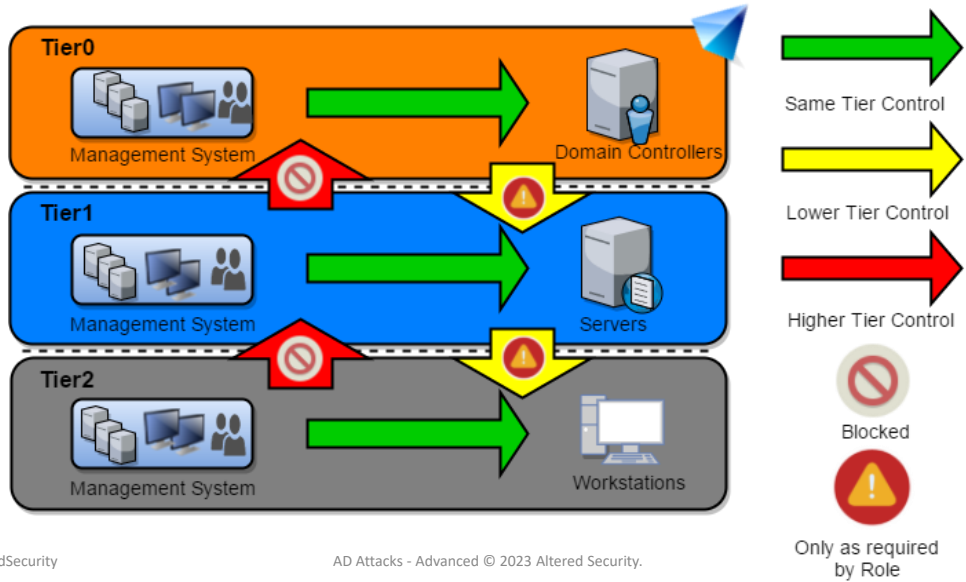 Tier0
Management System
Domain Controllers
Tier1
Management System
Servers
Tier2
Management System
Workstations
Same Tier Control
Lower Tier Control
Higher Tier Control
Blocked
Only as required
by Role
AD Attacks - Advanced © 2023 Altered Security.